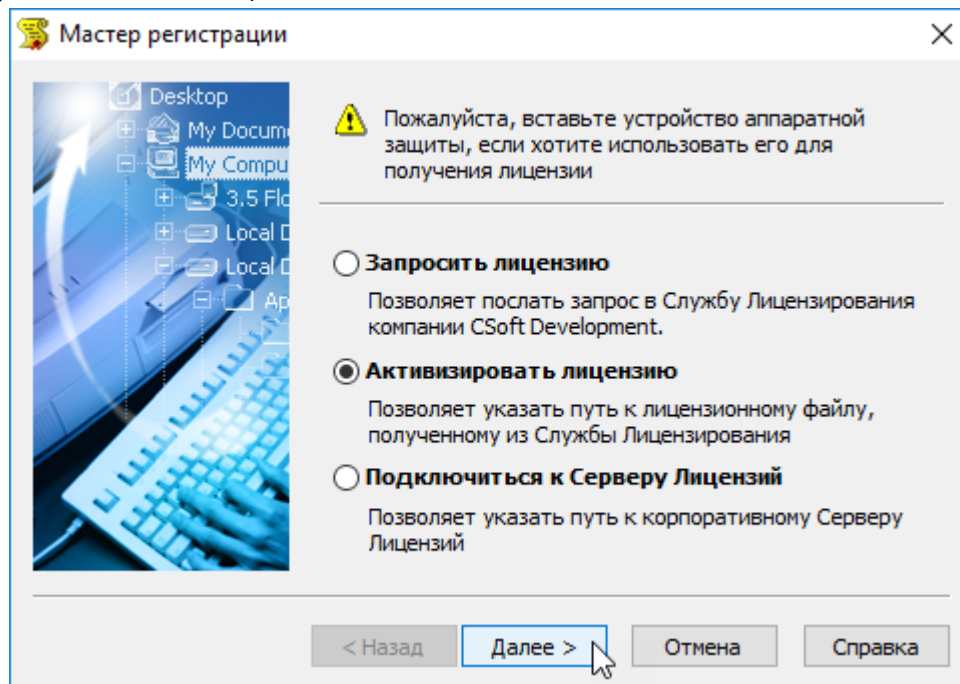 Мастер регистрации
Desktop
My Docum
My Compu
3.5 Flo
Local D
Local D
Ap
Пожалуйста, вставьте устройство аппаратной
защиты, если хотите использовать его для
получения лицензии
Запросить лицензию
Позволяет послать запрос в Службу Лицензирования
компании CSoft Development.
Активизировать лицензию
Позволяет указать путь к лицензионному файлу,
полученному из Службы Лицензирования
Подключиться к Серверу Лицензий
Позволяет указать путь к корпоративному Серверу
Лицензий
< Назад Далее > Отмена Справка